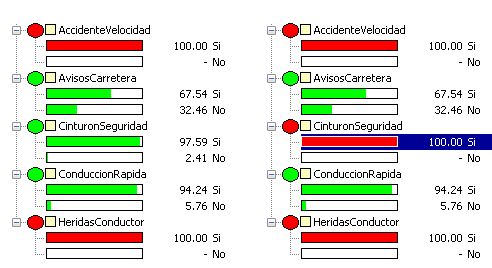 AccidenteVelocidad
100.00 Si
- No
AvisosCarretera
67.54 Si
32.46 No
CinturonSeguridad
97.59 Si
2.41 No
ConduccionRapida
94.24 Si
5.76 No
HeridasConductor
100.00 Si
- No
AccidenteVelocidad
100.00 Si
- No
AvisosCarretera
67.54 Si
32.46 No
CinturonSeguridad
100.00 Si
- No
ConduccionRapida
94.24 Si
5.76 No
HeridasConductor
100.00 Si
- No